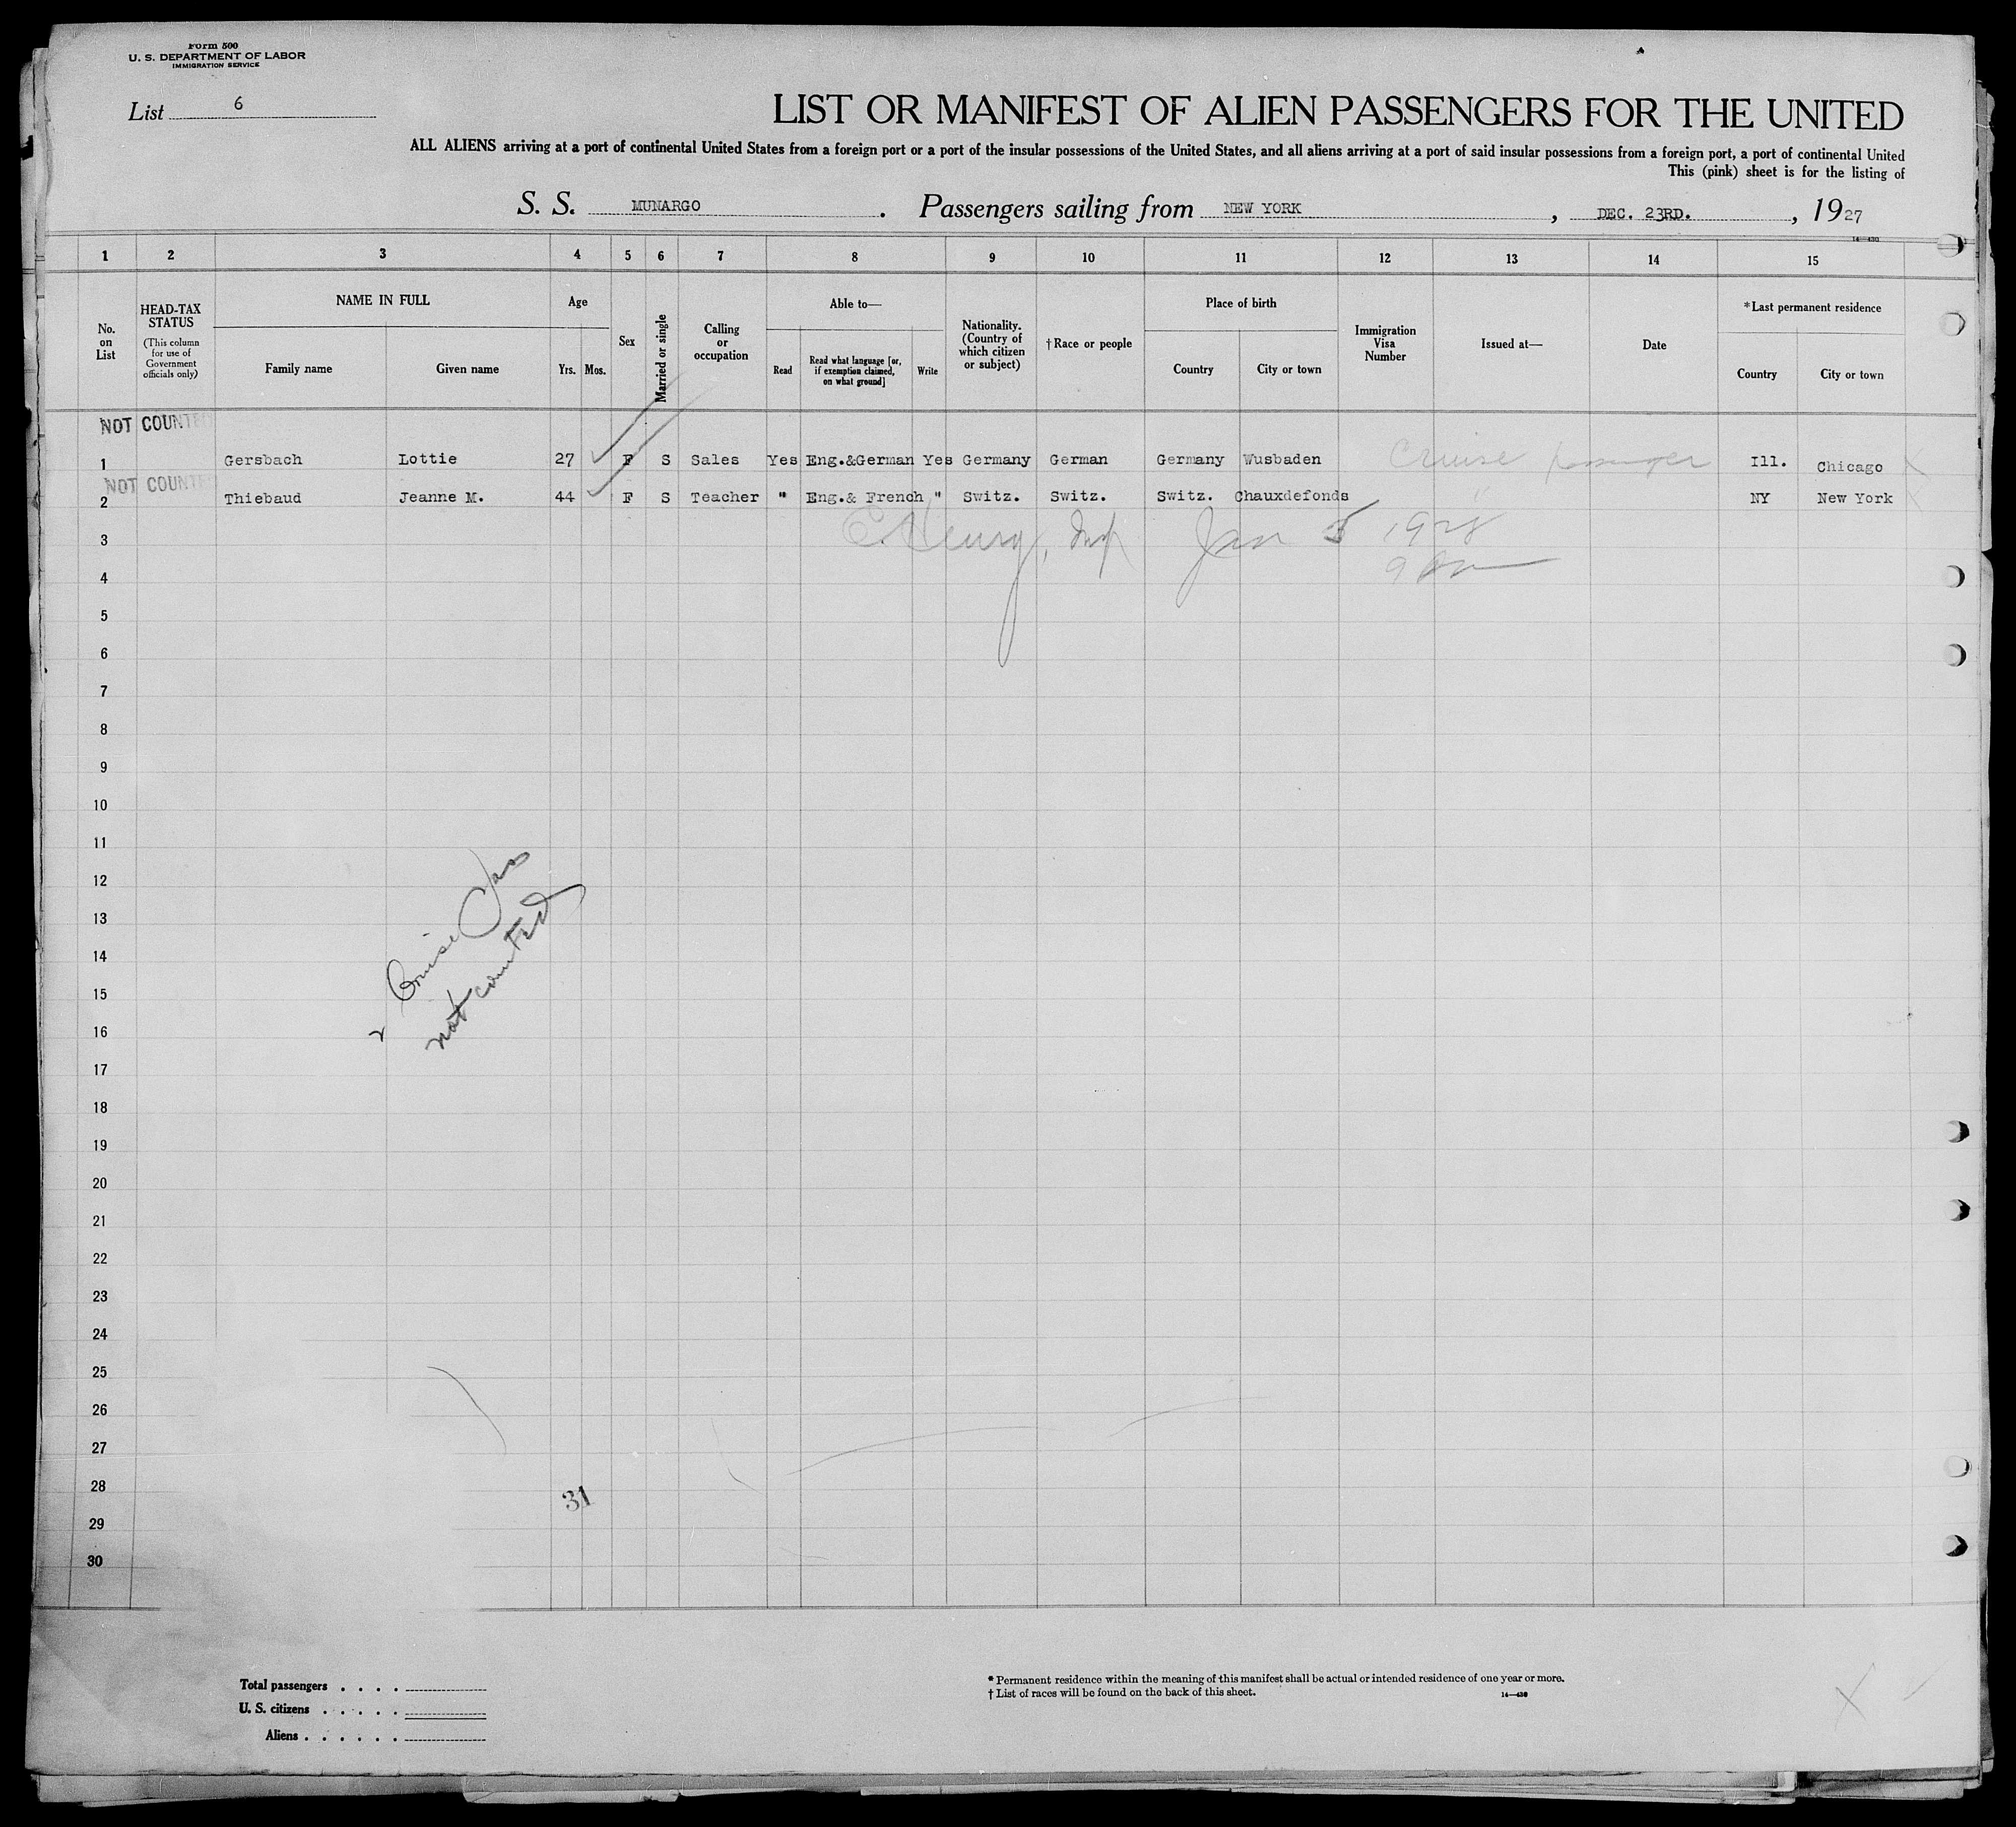 Form 500
U. S. DEPARTMENT OF LABOR
IMMIGRATION SERVICE
List 6
LIST OR MANIFEST OF ALIEN PASSENGERS FOR THE UNITED
ALL ALIENS arriving at a port of continental United States from a foreign port or a port of the insular possessions of the United States, and all aliens arriving at a port of said insular possessions from a foreign port, a port of continental United
This (pink) sheet is for the listing of
S. S. MUNARGO. Passengers sailing from NEW YORK, DEC. 23RD., 1927
14—430
1 2 3 4 5 6 7 8 9 10 11 12 13 14 15
No. on List
HEAD-TAX STATUS (This column for use of Government officials only)
NAME IN FULL
Family name Given name
Age
Yrs. Mos.
Sex
Married or single
Calling or occupation
Able to—
Read Read what language [or, if exemption claimed, on what ground] Write
Nationality. (Country of which citizen or subject)
†Race or people
Place of birth
Country City or town
Immigration Visa Number
Issued at—
Date
*Last permanent residence
Country City or town
NOT COUNTED
1 Gersbach Lottie 27 F S Sales Yes Eng.&German Yes Germany German Germany Wusbaden Cruise passenger Ill. Chicago X
NOT COUNTE
2 Thiebaud Jeanne M. 44 F S Teacher " Eng.& French " Switz. Switz. Switz. Chauxdefonds " NY New York X
3 Henry, Insp Jan 5 1928
4 9
5
6
7
8
9
10
11
12
13
14
15
16
17
18
19
20
21
22
23
24
25
26
27
28
29
30
2 Cruise Pas
not counted
31
Total passengers . . . .
U. S. citizens . . . . .
Aliens . . . . . .
* Permanent residence within the meaning of this manifest shall be actual or intended residence of one year or more.
† List of races will be found on the back of this sheet.
14—430
X